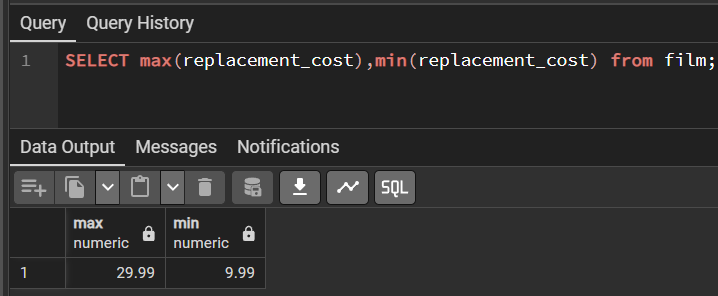 Query Query History
1 SELECT max(replacement_cost),min(replacement_cost) from film;
Data Output Messages Notifications
SQL
max min
numeric numeric
1 29.99 9.99